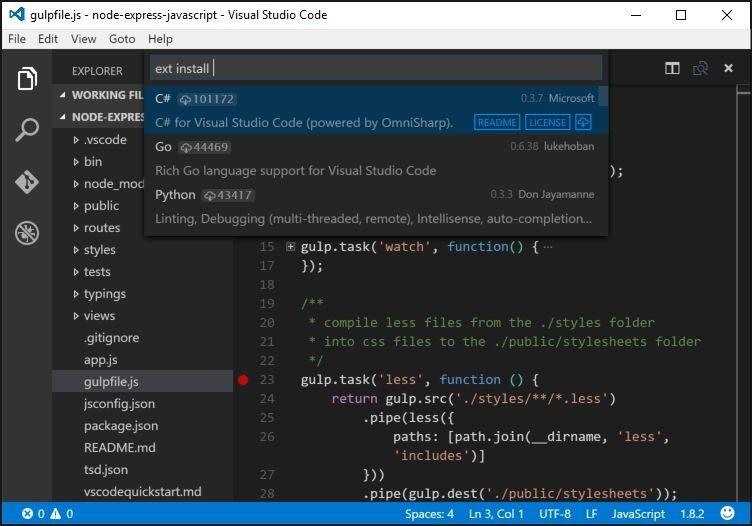 gulpfile.js - node-express-javascript - Visual Studio Code
File Edit View Goto Help
EXPLORER
WORKING FIL
NODE-EXPRES
.vscode
bin
node_mod
public
routes
styles
tests
typings
views
.gitignore
app.js
gulpfile.js
jsconfig.json
package.json
README.md
tsd.json
vscodequickstart.md
ext install
C# 101172 0.3.7 Microsoft
C# for Visual Studio Code (powered by OmniSharp). README LICENSE
Go 44469 0.6.38 lukehoban
Rich Go language support for Visual Studio Code
Python 43417 0.3.3 Don Jayamanne
Linting, Debugging (multi-threaded, remote), Intellisense, auto-completion...
);
15 gulp.task('watch', function() {...
17 });
18
19 /**
20 * compile less files from the ./styles folder
21 * into css files to the ./public/stylesheets folder
22 */
23 gulp.task('less', function () {
24 return gulp.src('./styles/**/*.less')
25 .pipe(less({
26 paths: [path.join(__dirname, 'less',
'includes')]
27 }))
28 .pipe(gulp.dest('./public/stylesheets'));
0 0 Spaces: 4 Ln 3, Col 1 UTF-8 LF JavaScript 1.8.2